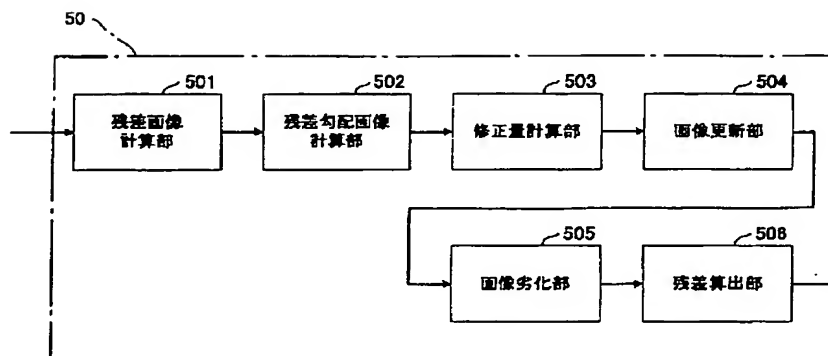 50
501
残差画像
計算部
502
残差勾配画像
計算部
503
修正量計算部
504
画像更新部
505
画像劣化部
506
残差算出部